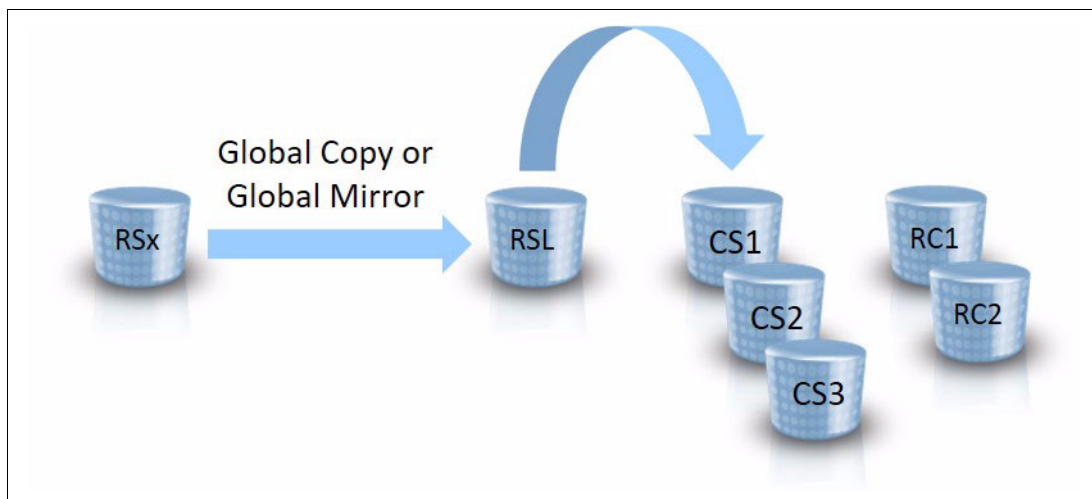 Global Copy or
Global Mirror
RSx
RSL
CS1
RC1
CS2
RC2
CS3